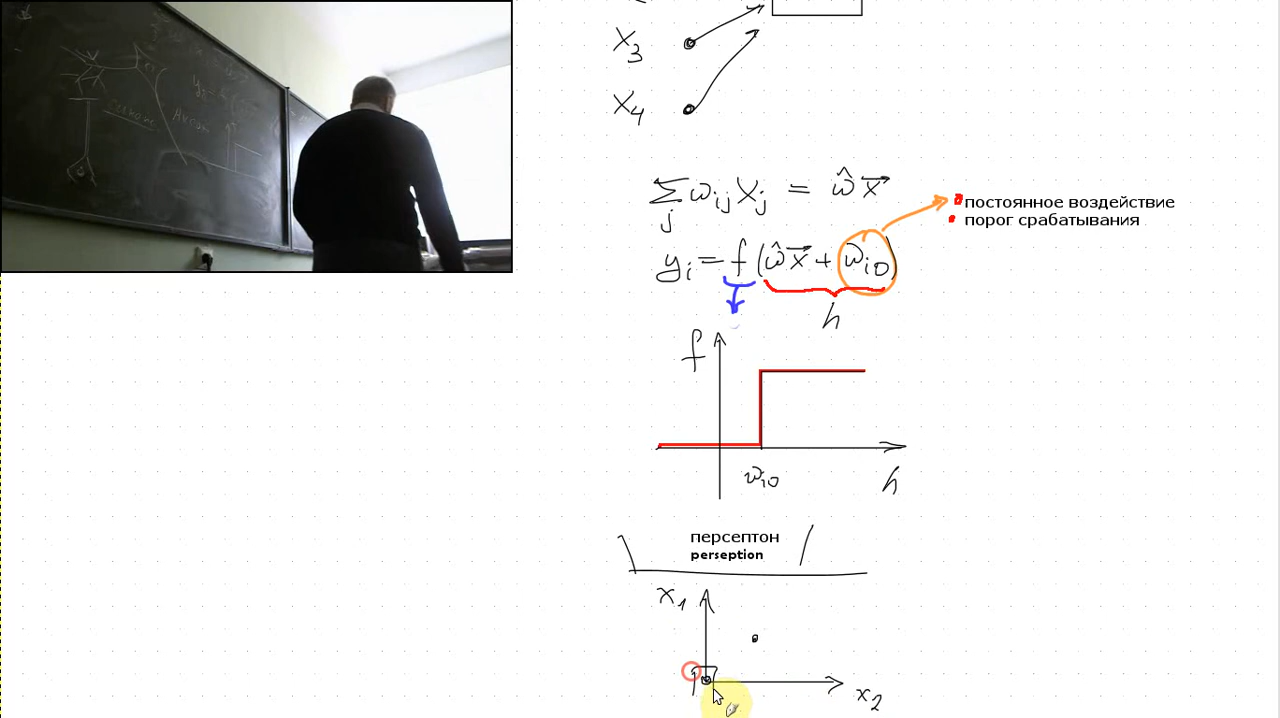 x₃
x₄
∑ⱼ ωᵢⱼ xⱼ = ω̂ x⃗
постоянное воздействие
порог срабатывания
yᵢ = f (ω̂ x⃗ + ωᵢ₀)
h
f
ωᵢ₀
h
персептон
perseption
x₁
x₂